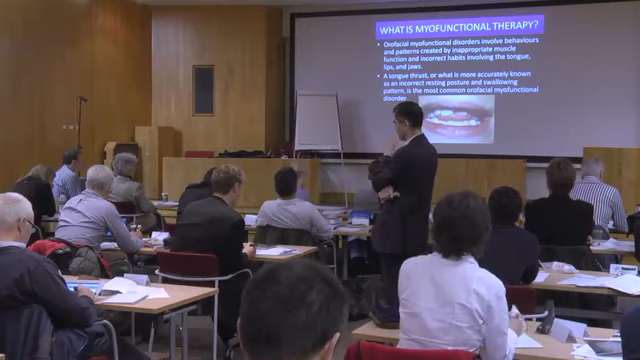 WHAT IS MYOFUNCTIONAL THERAPY?
• Orofacial myofunctional disorders involve behaviours
and patterns created by inappropriate muscle
function and incorrect habits involving the tongue,
lips, and jaws.
• A tongue thrust, or what is more accurately known
as an incorrect resting posture and swallowing
pattern, is the most common orofacial myofunctional
disorder